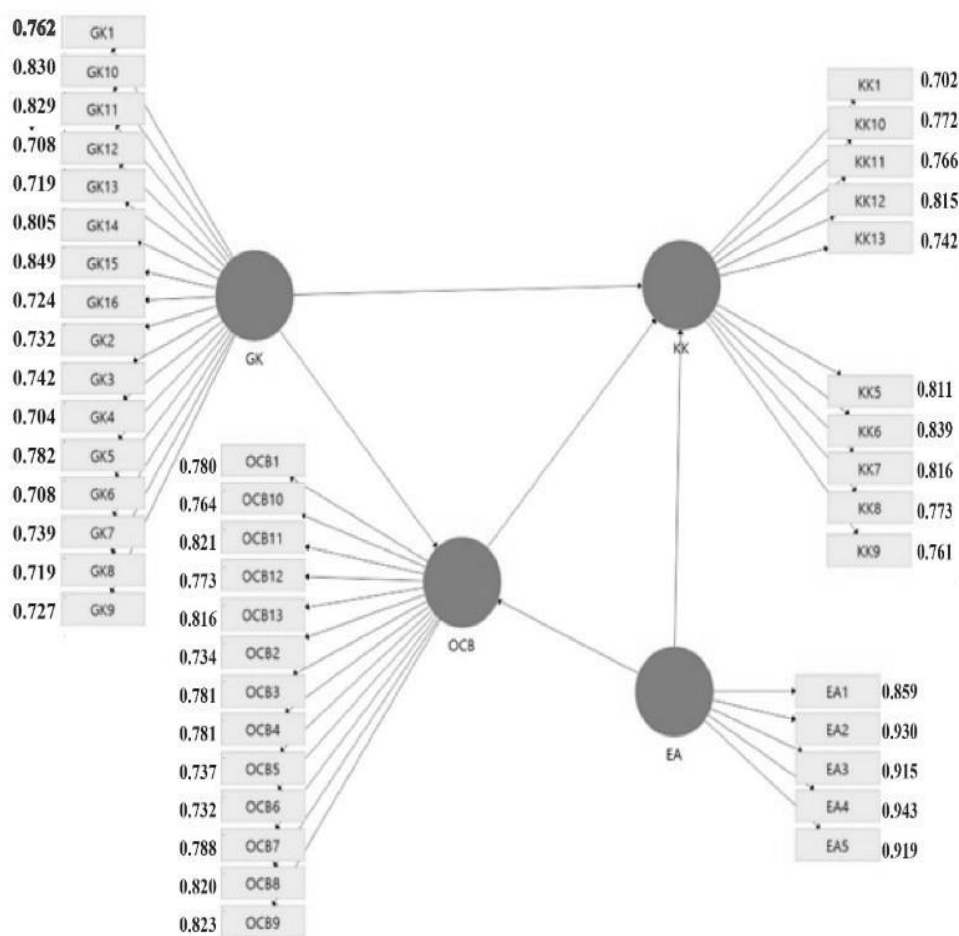 0.762 GK1
0.830 GK10
0.829 GK11
0.708 GK12
0.719 GK13
0.805 GK14
0.849 GK15
0.724 GK16
0.732 GK2
0.742 GK3
0.704 GK4
0.782 GK5
0.708 GK6
0.739 GK7
0.719 GK8
0.727 GK9
GK
KK1 0.702
KK10 0.772
KK11 0.766
KK12 0.815
KK13 0.742
KK
KK5 0.811
KK6 0.839
KK7 0.816
KK8 0.773
KK9 0.761
0.780 OCB1
0.764 OCB10
0.821 OCB11
0.773 OCB12
0.816 OCB13
0.734 OCB2
0.781 OCB3
0.781 OCB4
0.737 OCB5
0.732 OCB6
0.788 OCB7
0.820 OCB8
0.823 OCB9
OCB
EA
EA1 0.859
EA2 0.930
EA3 0.915
EA4 0.943
EA5 0.919